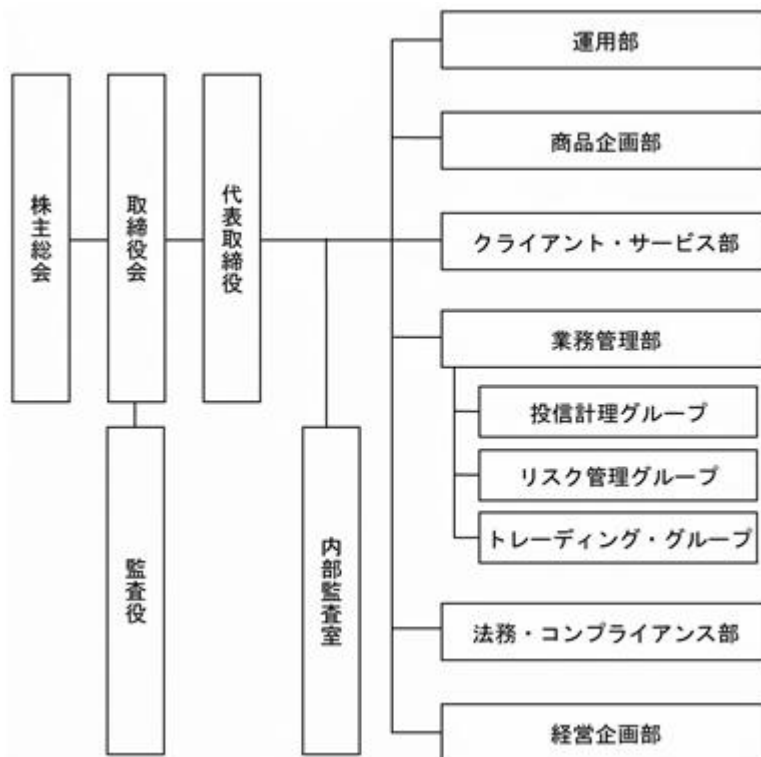 株主総会
取締役会
代表取締役
監査役
内部監査室
運用部
商品企画部
クライアント・サービス部
業務管理部
投信計理グループ
リスク管理グループ
トレーディング・グループ
法務・コンプライアンス部
経営企画部